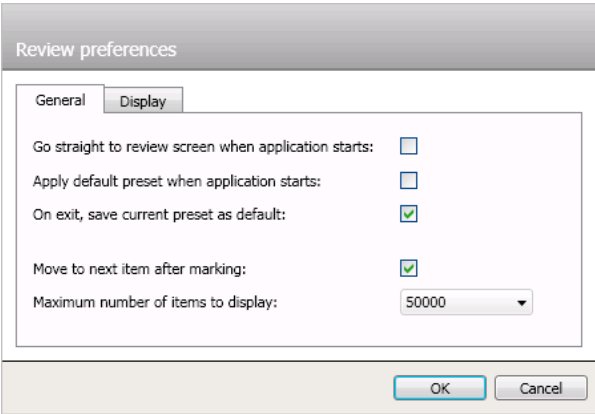 Review preferences
General Display
Go straight to review screen when application starts:
Apply default preset when application starts:
On exit, save current preset as default:
Move to next item after marking:
Maximum number of items to display: 50000
OK Cancel